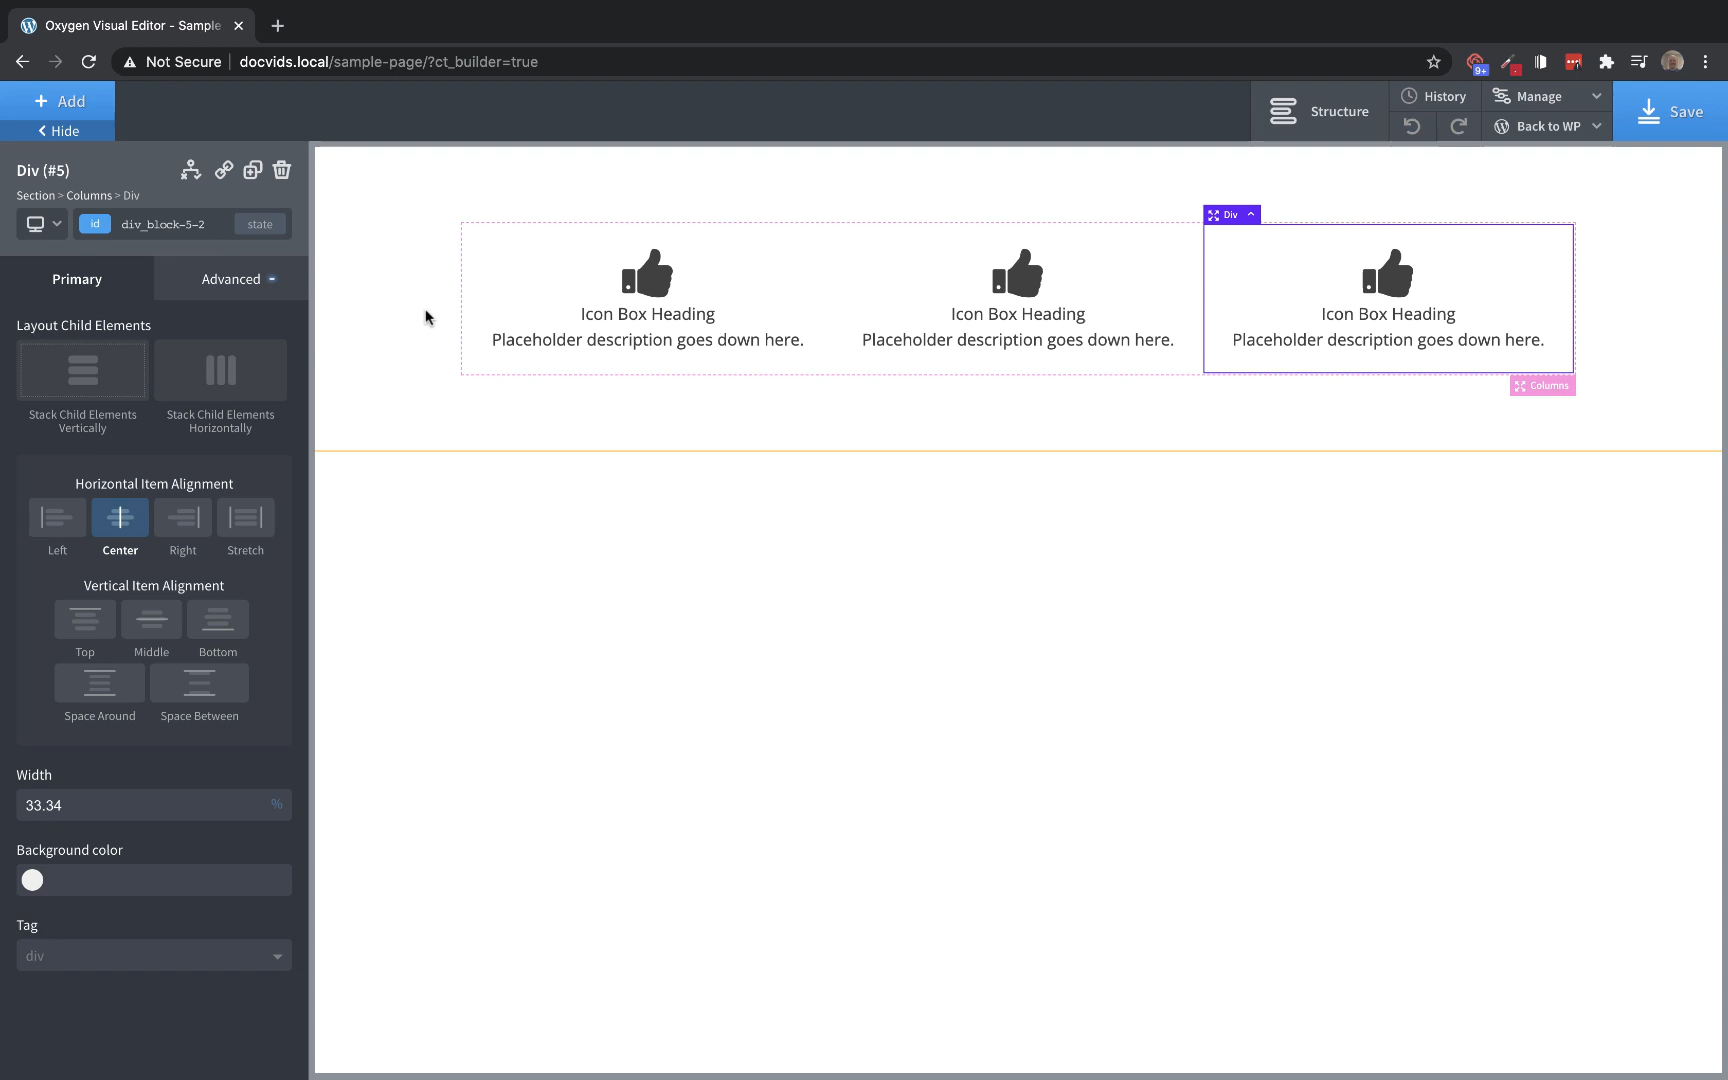 Oxygen Visual Editor - Sample
Not Secure
docvids.local/sample-page/?ct_builder=true
9+
+ Add
Hide
Structure
History
Manage
Back to WP
Save
Div (#5)
Section > Columns > Div
id
div_block-5-2
state
Primary
Advanced
Layout Child Elements
Stack Child Elements
Vertically
Stack Child Elements
Horizontally
Horizontal Item Alignment
Left
Center
Right
Stretch
Vertical Item Alignment
Top
Middle
Bottom
Space Around
Space Between
Width
33.34
%
Background color
Tag
div
Div
Icon Box Heading
Placeholder description goes down here.
Icon Box Heading
Placeholder description goes down here.
Icon Box Heading
Placeholder description goes down here.
Columns